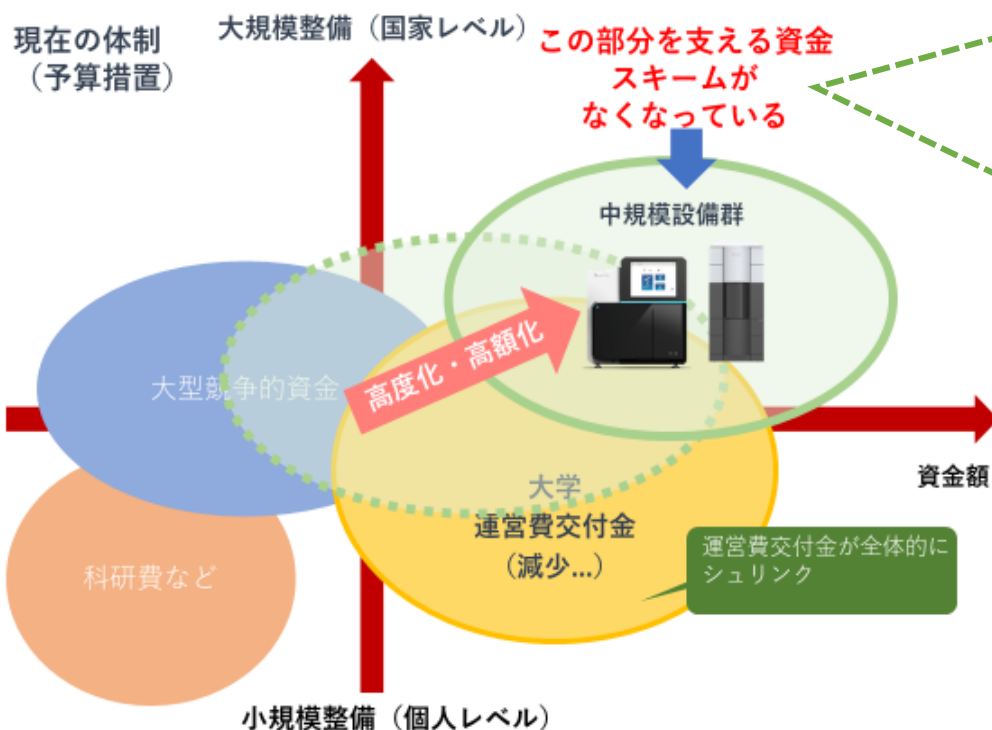 現在の体制
（予算措置）
大規模整備（国家レベル）
この部分を支える資金
スキームが
なくなっている
中規模設備群
高度化・高額化
大型競争的資金
資金額
大学
運営費交付金
（減少...）
運営費交付金が全体的に
シュリンク
科研費など
小規模整備（個人レベル）